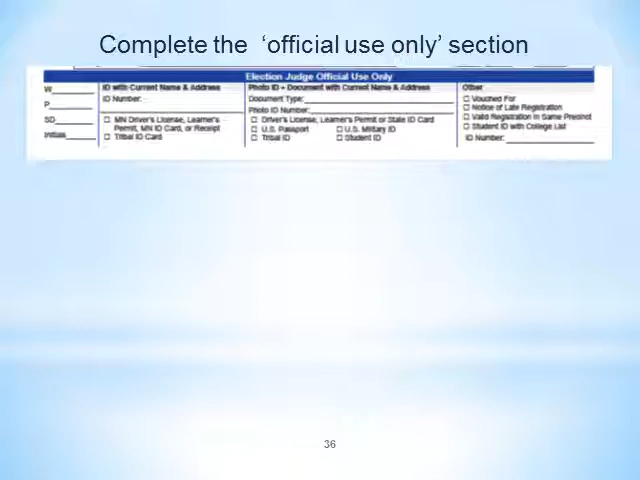 Complete the ‘official use only’ section
Election Judge Official Use Only
W
P
SD
Initials
ID with Current Name & Address
ID Number:
☐ MN Driver's License, Learner's
Permit, MN ID Card, or Receipt
☐ Tribal ID Card
Photo ID + Document with Current Name & Address
Document Type:
Photo ID Number:
☐ Driver's License, Learner's Permit or State ID Card
☐ U.S. Passport ☐ U.S. Military ID
☐ Tribal ID ☐ Student ID
Other
☐ Vouched For
☐ Notice of Late Registration
☐ Valid Registration in Same Precinct
☐ Student ID with College List
ID Number:
36